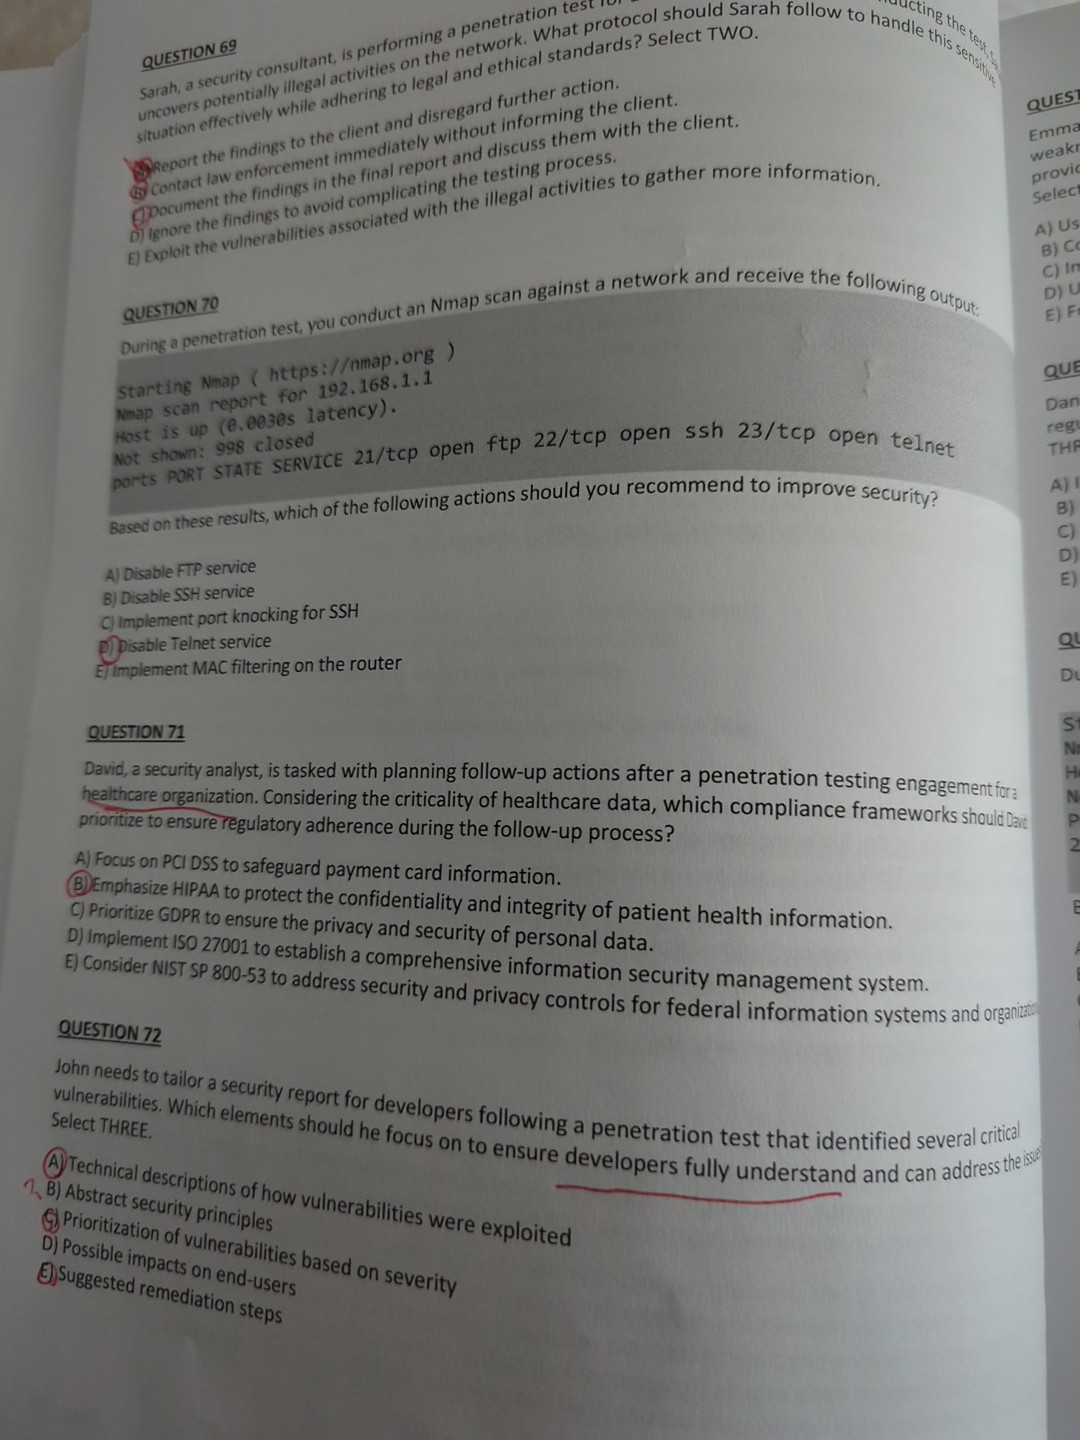 QUESTION 69
Sarah, a security consultant, is performing a penetration test
ducting the test,
uncovers potentially illegal activities on the network. What protocol should Sarah follow to handle this sensitive
situation effectively while adhering to legal and ethical standards? Select TWO.
A) Report the findings to the client and disregard further action.
B) Contact law enforcement immediately without informing the client.
C) Document the findings in the final report and discuss them with the client.
D) Ignore the findings to avoid complicating the testing process.
E) Exploit the vulnerabilities associated with the illegal activities to gather more information.
QUESTION 70
During a penetration test, you conduct an Nmap scan against a network and receive the following output:
Starting Nmap ( https://nmap.org )
Nmap scan report for 192.168.1.1
Host is up (0.0030s latency).
Not shown: 998 closed
ports PORT STATE SERVICE 21/tcp open ftp 22/tcp open ssh 23/tcp open telnet
Based on these results, which of the following actions should you recommend to improve security?
A) Disable FTP service
B) Disable SSH service
C) Implement port knocking for SSH
D) Disable Telnet service
E) Implement MAC filtering on the router
QUESTION 71
David, a security analyst, is tasked with planning follow-up actions after a penetration testing engagement for a
healthcare organization. Considering the criticality of healthcare data, which compliance frameworks should David
prioritize to ensure regulatory adherence during the follow-up process?
A) Focus on PCI DSS to safeguard payment card information.
B) Emphasize HIPAA to protect the confidentiality and integrity of patient health information.
C) Prioritize GDPR to ensure the privacy and security of personal data.
D) Implement ISO 27001 to establish a comprehensive information security management system.
E) Consider NIST SP 800-53 to address security and privacy controls for federal information systems and organizatio
QUESTION 72
John needs to tailor a security report for developers following a penetration test that identified several critical
vulnerabilities. Which elements should he focus on to ensure developers fully understand and can address the issue
Select THREE.
A) Technical descriptions of how vulnerabilities were exploited
B) Abstract security principles
C) Prioritization of vulnerabilities based on severity
D) Possible impacts on end-users
E) Suggested remediation steps
QUEST
Emma
weakn
provid
Select
A) Us
B) Co
C) Im
D) U
E) F
QUE
Dan
regu
THR
A) I
B)
C)
D)
E)
QU
Du
St
N
H
N
P
2